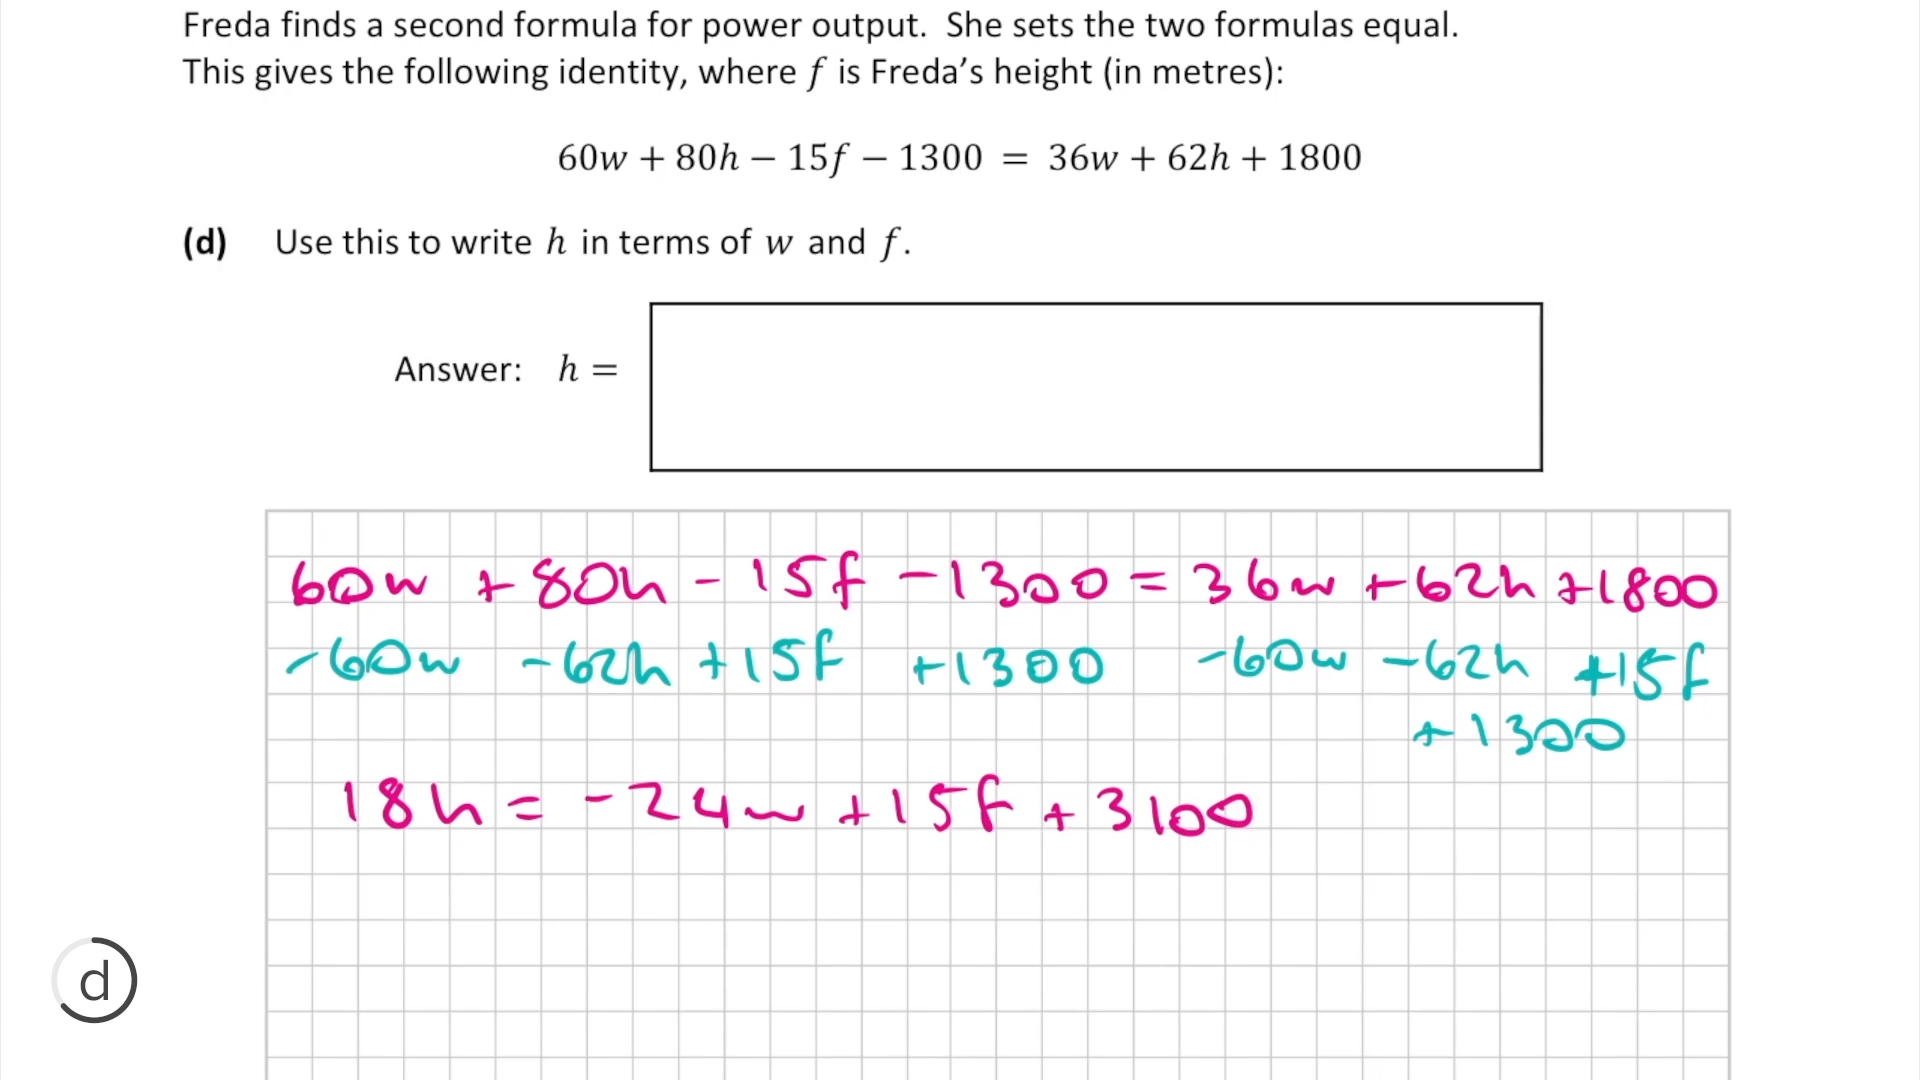 Freda finds a second formula for power output. She sets the two formulas equal.
This gives the following identity, where f is Freda's height (in metres):
60w + 80h − 15f − 1300 = 36w + 62h + 1800
(d) Use this to write h in terms of w and f.
Answer: h =
60w + 80h - 15f - 1300 = 36w + 62h + 1800
-60w -62h +15f +1300 -60w -62h +15f
+1300
18h = -24w + 15f + 3100
d